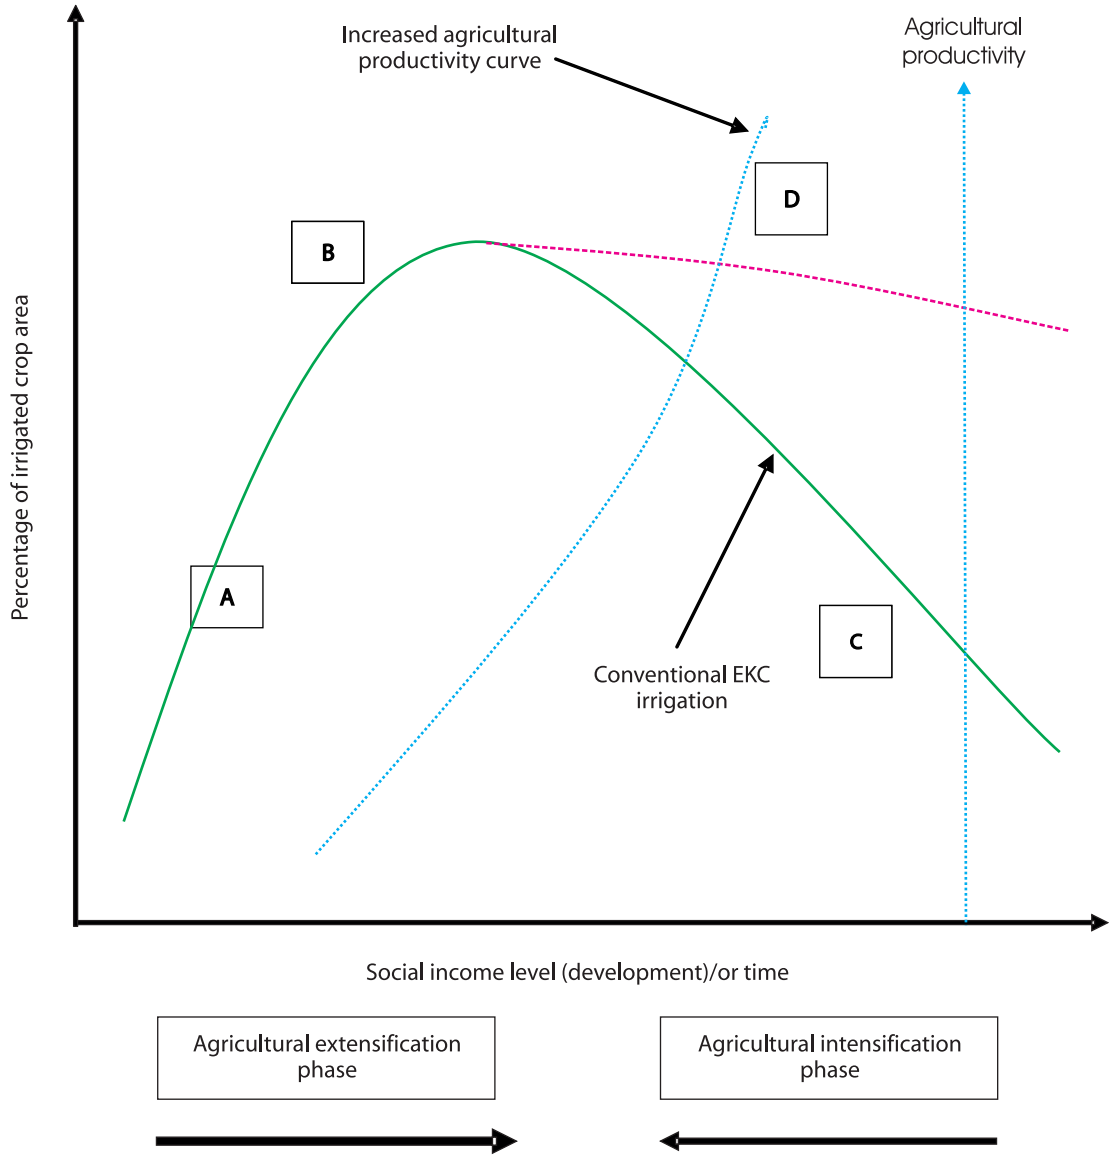 Increased agricultural
productivity curve
Agricultural
productivity
D
B
Percentage of irrigated crop area
A
C
Conventional EKC
irrigation
Social income level (development)/or time
Agricultural extensification
phase
Agricultural intensification
phase